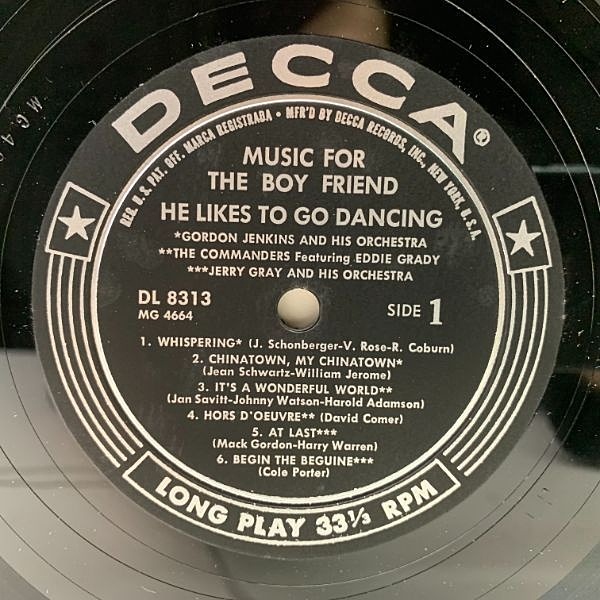 DECCA®
REG. U.S. PAT. OFF. MARCA REGISTRADA • MFR'D BY DECCA RECORDS, INC., NEW YORK, U.S.A.
MUSIC FOR
THE BOY FRIEND
HE LIKES TO GO DANCING
*GORDON JENKINS AND HIS ORCHESTRA
**THE COMMANDERS Featuring EDDIE GRADY
***JERRY GRAY AND HIS ORCHESTRA
DL 8313
MG 4664
SIDE 1
1. WHISPERING* (J. Schonberger-V. Rose-R. Coburn)
2. CHINATOWN, MY CHINATOWN*
(Jean Schwartz-William Jerome)
3. IT'S A WONDERFUL WORLD**
(Jan Savitt-Johnny Watson-Harold Adamson)
4. HORS D'OEUVRE** (David Comer)
5. AT LAST***
(Mack Gordon-Harry Warren)
6. BEGIN THE BEGUINE***
(Cole Porter)
LONG PLAY 33⅓ RPM